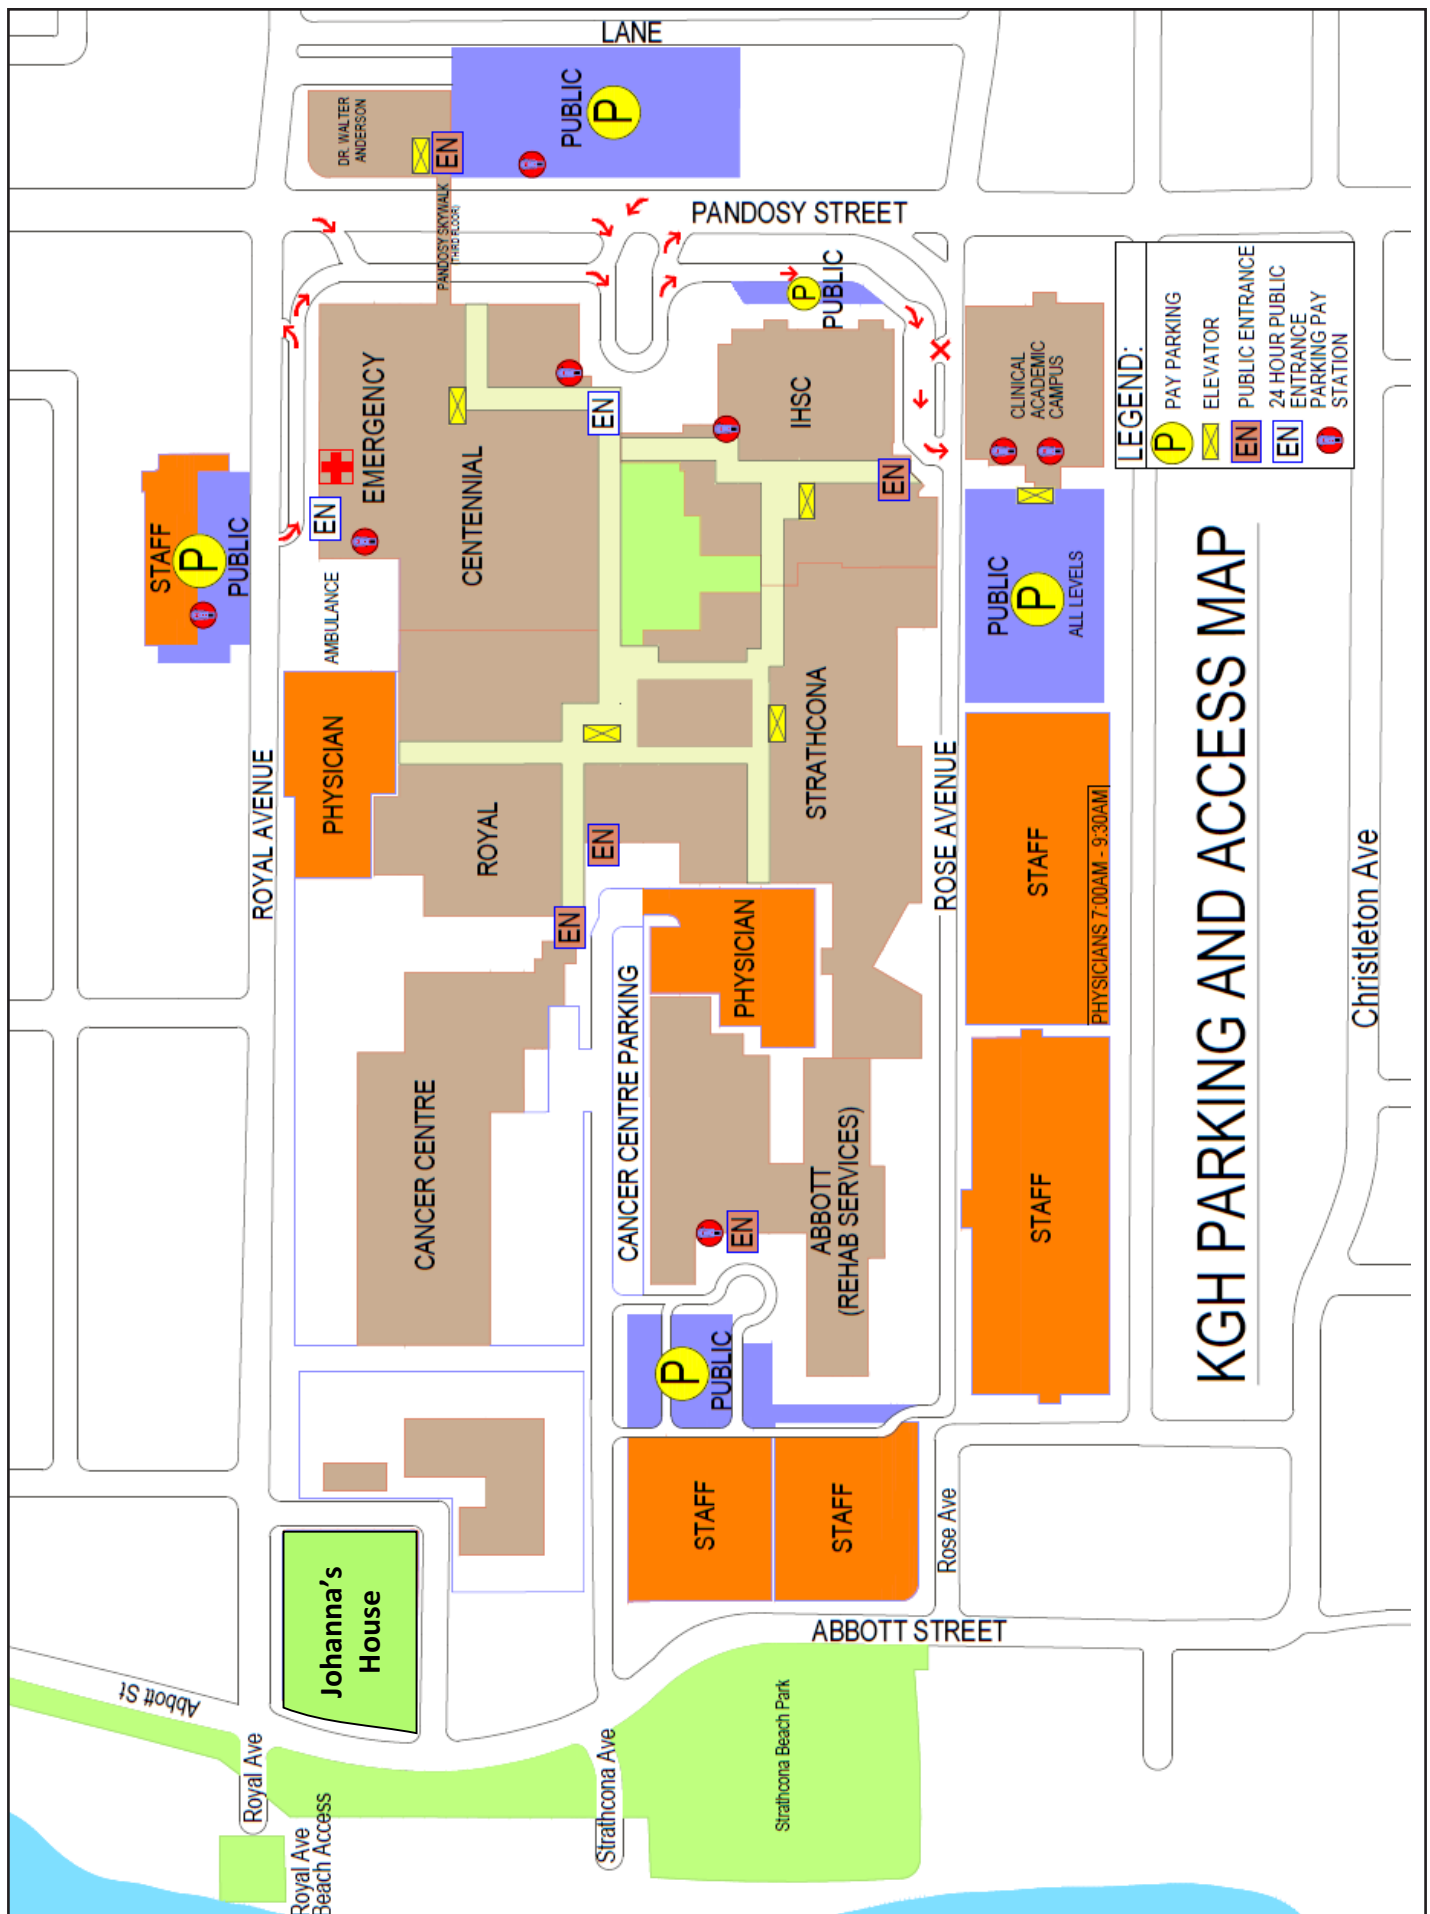 LANE
DR. WALTER
ANDERSON
EN
PUBLIC
P
PANDOSY SKYWALK
(THIRD FLOOR)
PANDOSY STREET
P
PUBLIC
STAFF
P
PUBLIC
EN
EMERGENCY
AMBULANCE
CENTENNIAL
EN
IHSC
EN
CLINICAL
ACADEMIC
CAMPUS
LEGEND:
P PAY PARKING
ELEVATOR
EN PUBLIC ENTRANCE
EN 24 HOUR PUBLIC
ENTRANCE
PARKING PAY
STATION
PUBLIC
P
ALL LEVELS
ROYAL AVENUE
PHYSICIAN
ROYAL
EN
EN
STRATHCONA
ROSE AVENUE
STAFF
PHYSICIANS 7:00AM - 9:30AM
PHYSICIAN
CANCER CENTRE
CANCER CENTRE PARKING
EN
ABBOTT
(REHAB SERVICES)
STAFF
P
PUBLIC
STAFF
STAFF
Rose Ave
ABBOTT STREET
Johanna's
House
Abbott St
Royal Ave
Royal Ave
Beach Access
Strathcona Ave
Strathcona Beach Park
Christleton Ave
KGH PARKING AND ACCESS MAP